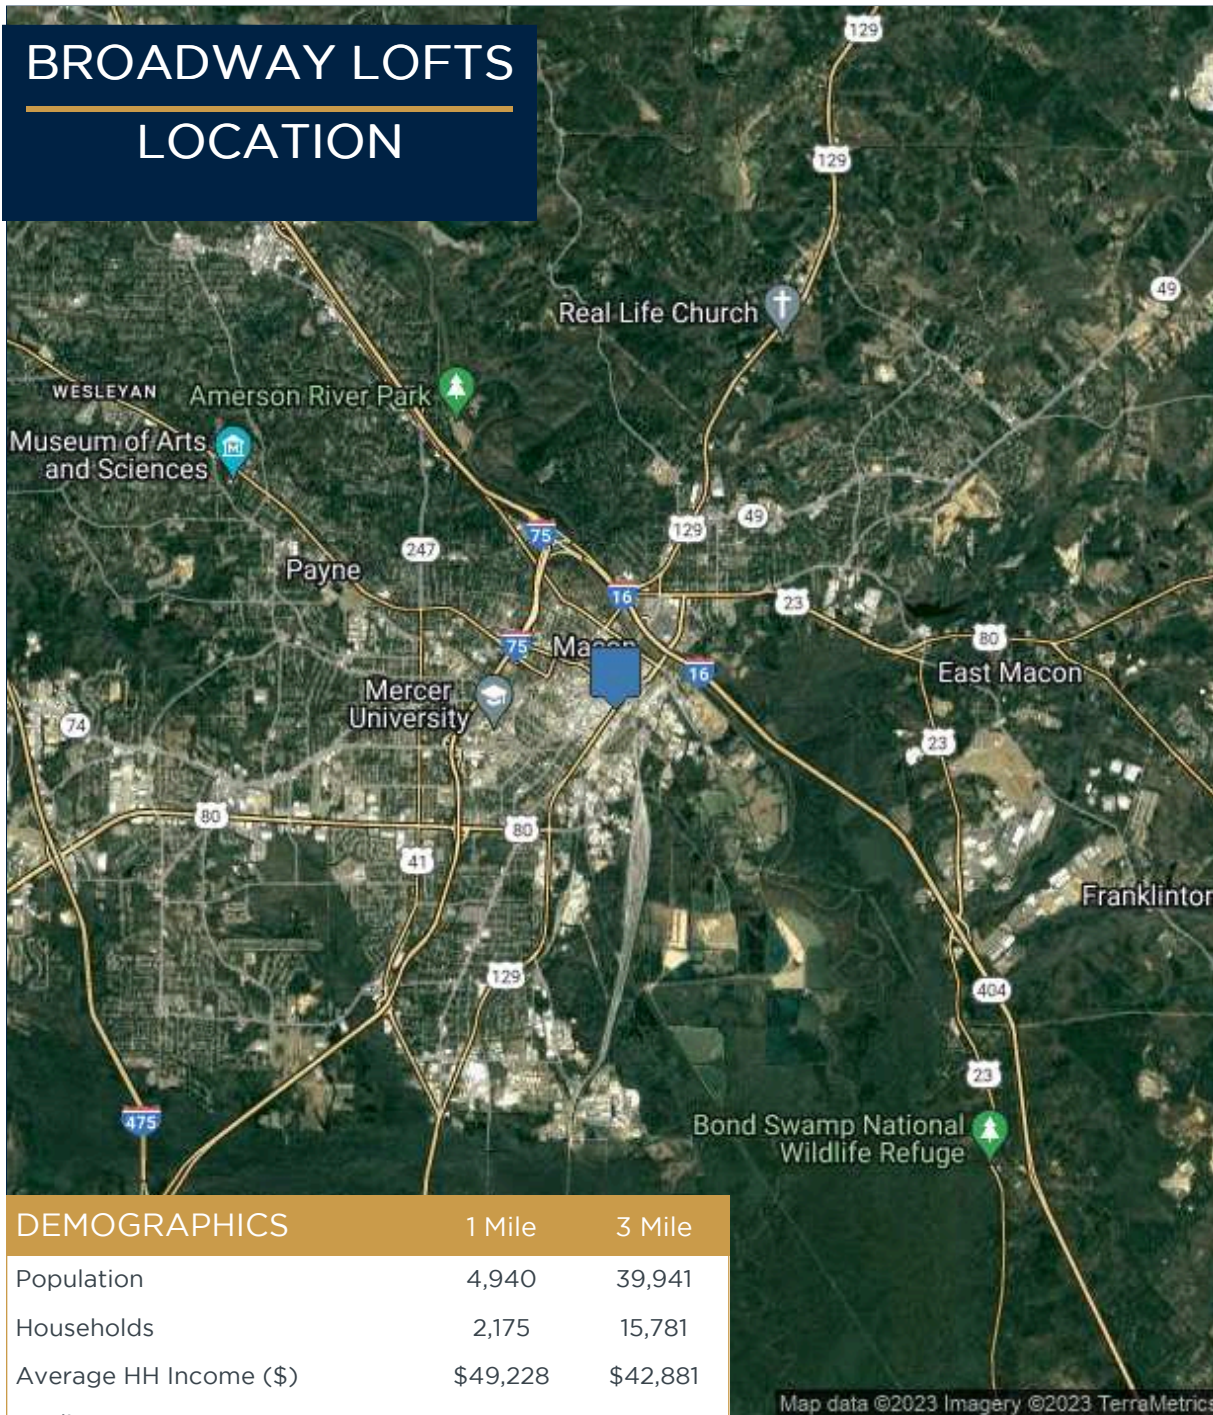 BROADWAY LOFTS
LOCATION
129
129
49
Real Life Church
WESLEYAN
Amerson River Park
Museum of Arts
and Sciences
M
75
129
49
247
Payne
16
23
80
75
Macon
16
East Macon
Mercer
University
74
23
80
80
41
Franklinton
129
404
23
475
Bond Swamp National
Wildlife Refuge
DEMOGRAPHICS 1 Mile 3 Mile
Population 4,940 39,941
Households 2,175 15,781
Average HH Income ($) $49,228 $42,881
Map data ©2023 Imagery ©2023 TerraMetrics